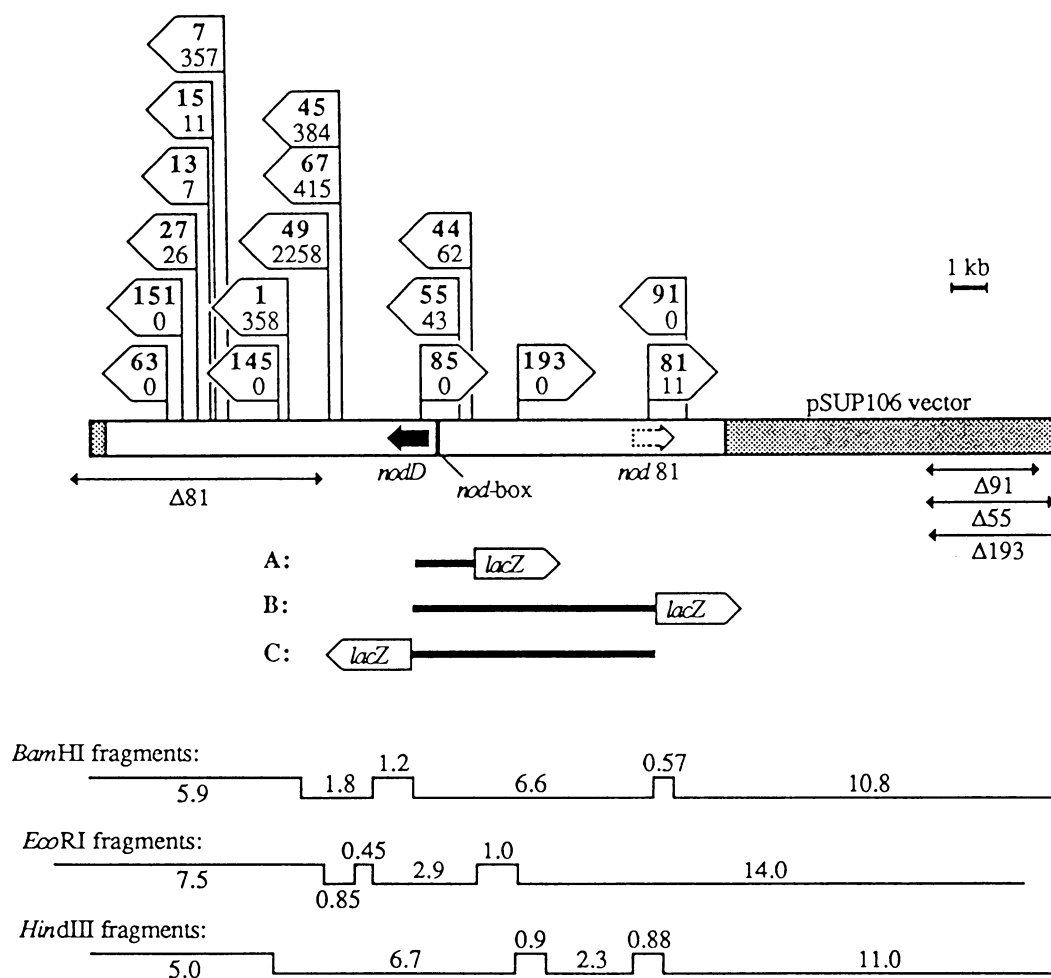 7
357
15
11
13
7
27
26
151
0
63
0
1
358
145
0
45
384
67
415
49
2258
44
62
55
43
85
0
193
0
91
0
81
11
1 kb
pSUP106 vector
nodD
nod-box
nod 81
Δ81
Δ91
Δ55
Δ193
A: lacZ
B: lacZ
C: lacZ
BamHI fragments:
5.9 1.8 1.2 6.6 0.57 10.8
EcoRI fragments:
7.5 0.85 0.45 2.9 1.0 14.0
HindIII fragments:
5.0 6.7 0.9 2.3 0.88 11.0